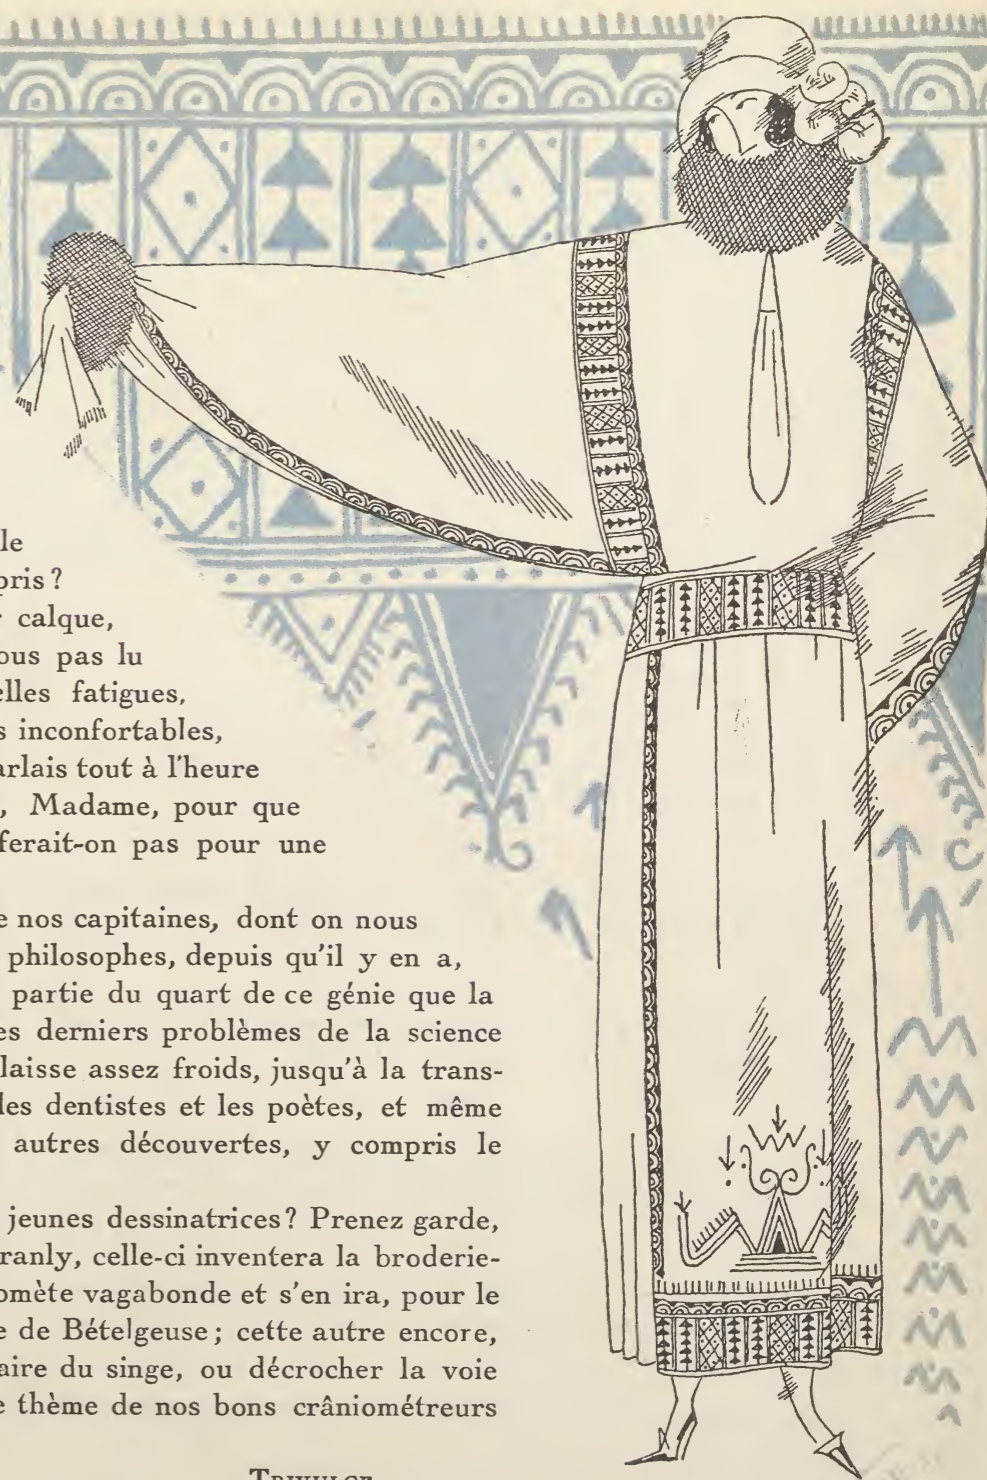 le
pris ?
calque,
ous pas lu
elles fatigues,
s inconfortables,
arlais tout à l'heure
, Madame, pour que
ferait-on pas pour une
e nos capitaines, dont on nous
philosophes, depuis qu'il y en a,
partie du quart de ce génie que la
es derniers problèmes de la science
laisse assez froids, jusqu'à la trans-
les dentistes et les poètes, et même
autres découvertes, y compris le
jeunes dessinatrices ? Prenez garde,
ranly, celle-ci inventera la broderie-
omète vagabonde et s'en ira, pour le
e de Bételgeuse ; cette autre encore,
aire du singe, ou décrocher la voie
e thème de nos bons crâniométreurs
TRIVULCE